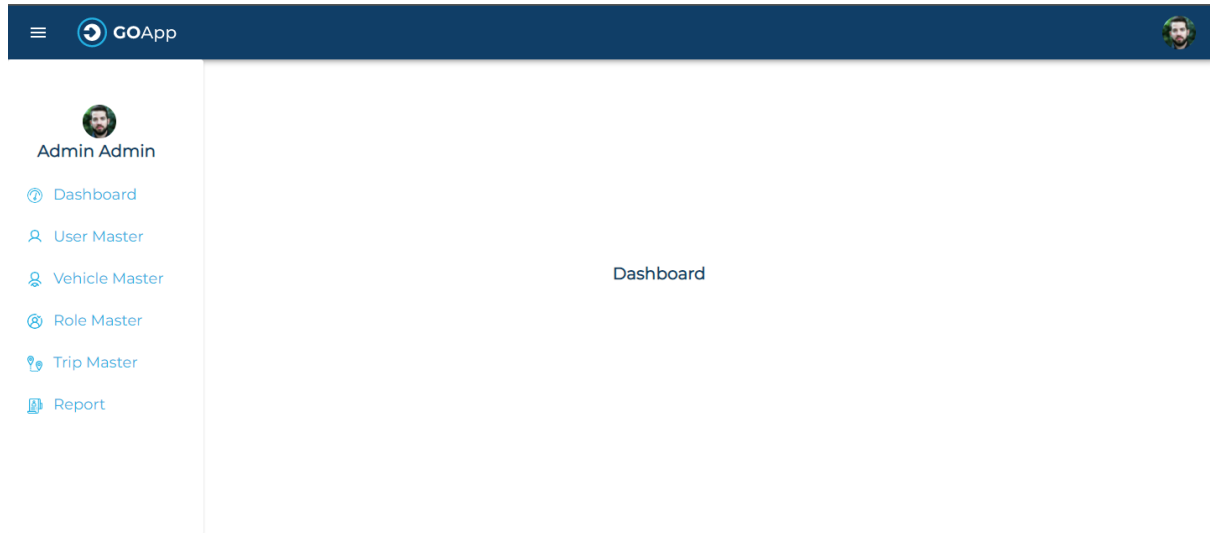 GOApp
Admin Admin
Dashboard
User Master
Vehicle Master
Role Master
Trip Master
Report
Dashboard